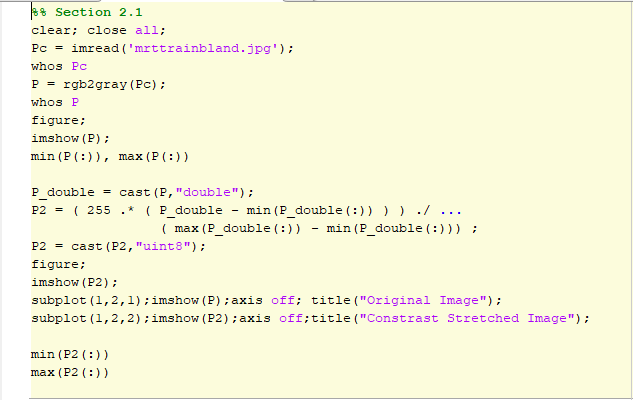 %% Section 2.1
clear; close all;
Pc = imread('mrttrainbland.jpg');
whos Pc
P = rgb2gray(Pc);
whos P
figure;
imshow(P);
min(P(:)), max(P(:))
P_double = cast(P,"double");
P2 = ( 255 .* ( P_double - min(P_double(:)) ) ) ./ ...
( max(P_double(:)) - min(P_double(:))) ;
P2 = cast(P2,"uint8");
figure;
imshow(P2);
subplot(1,2,1);imshow(P);axis off; title("Original Image");
subplot(1,2,2);imshow(P2);axis off;title("Constrast Stretched Image");
min(P2(:))
max(P2(:))